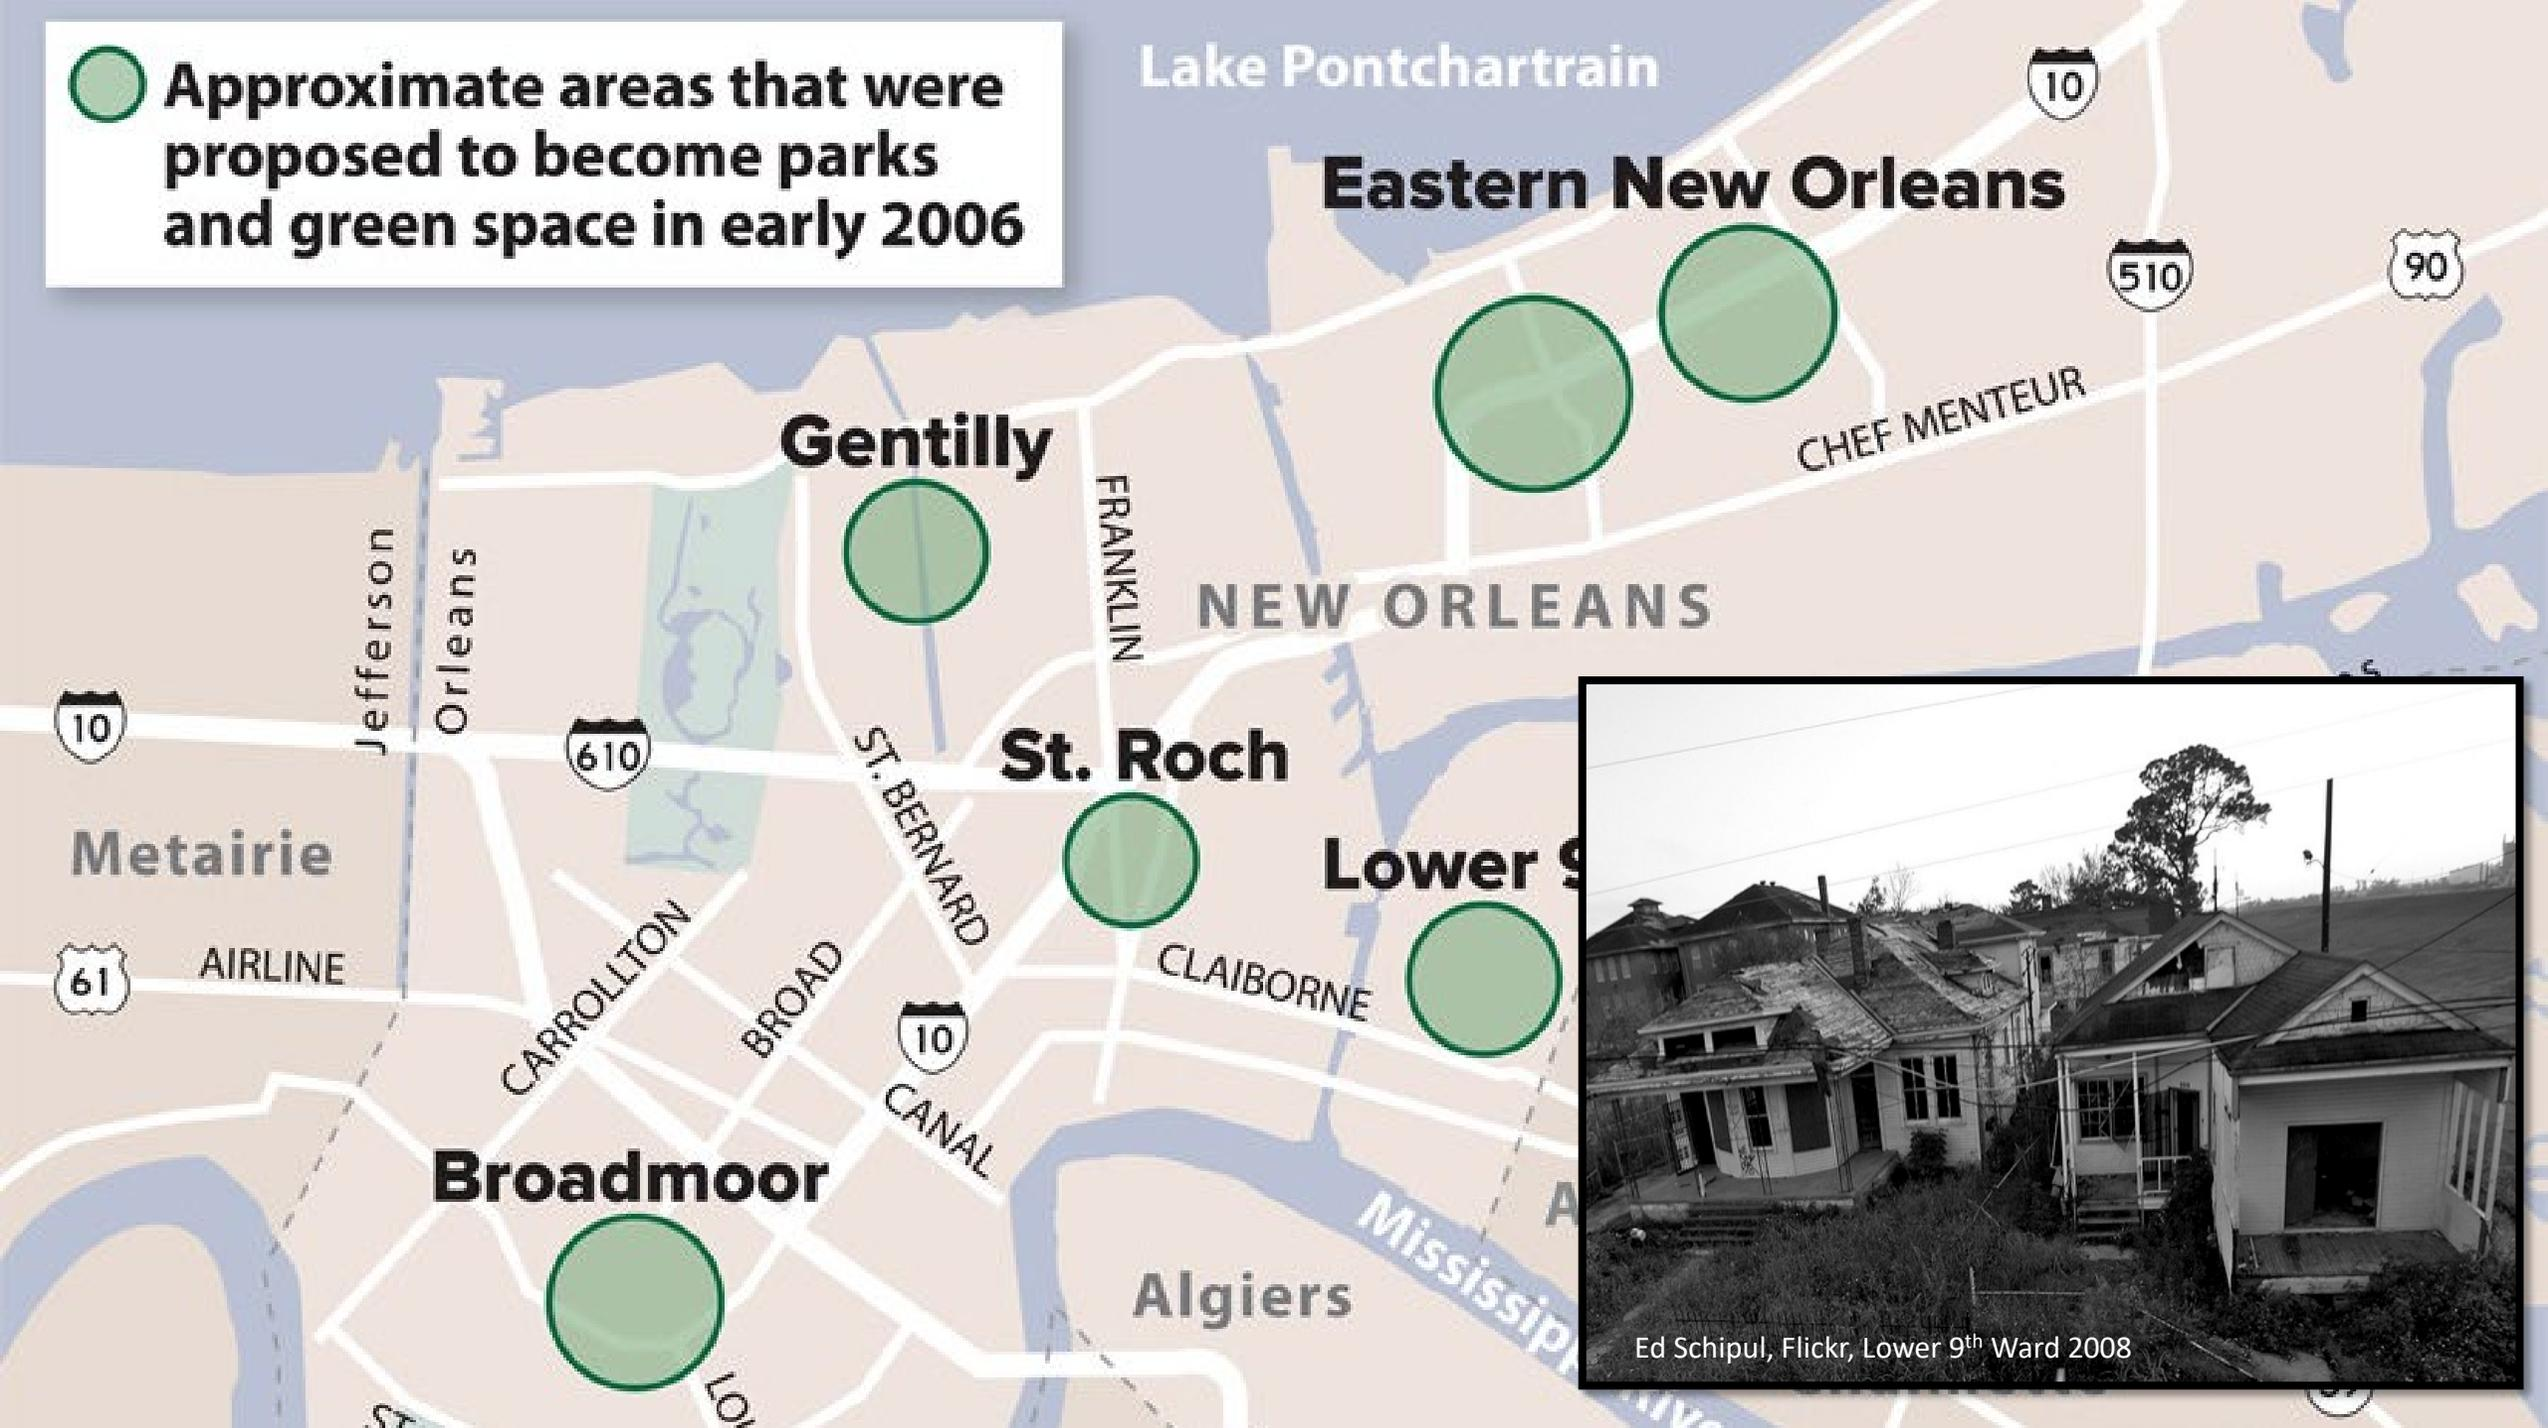 Approximate areas that were
proposed to become parks
and green space in early 2006
Lake Pontchartrain
10
Eastern New Orleans
510
90
CHEF MENTEUR
Gentilly
FRANKLIN
Jefferson
Orleans
NEW ORLEANS
10
610
St. Roch
ST. BERNARD
Metairie
Lower
61
AIRLINE
CARROLLTON
BROAD
CLAIBORNE
10
CANAL
Broadmoor
Algiers
Ed Schipul, Flickr, Lower 9th Ward 2008